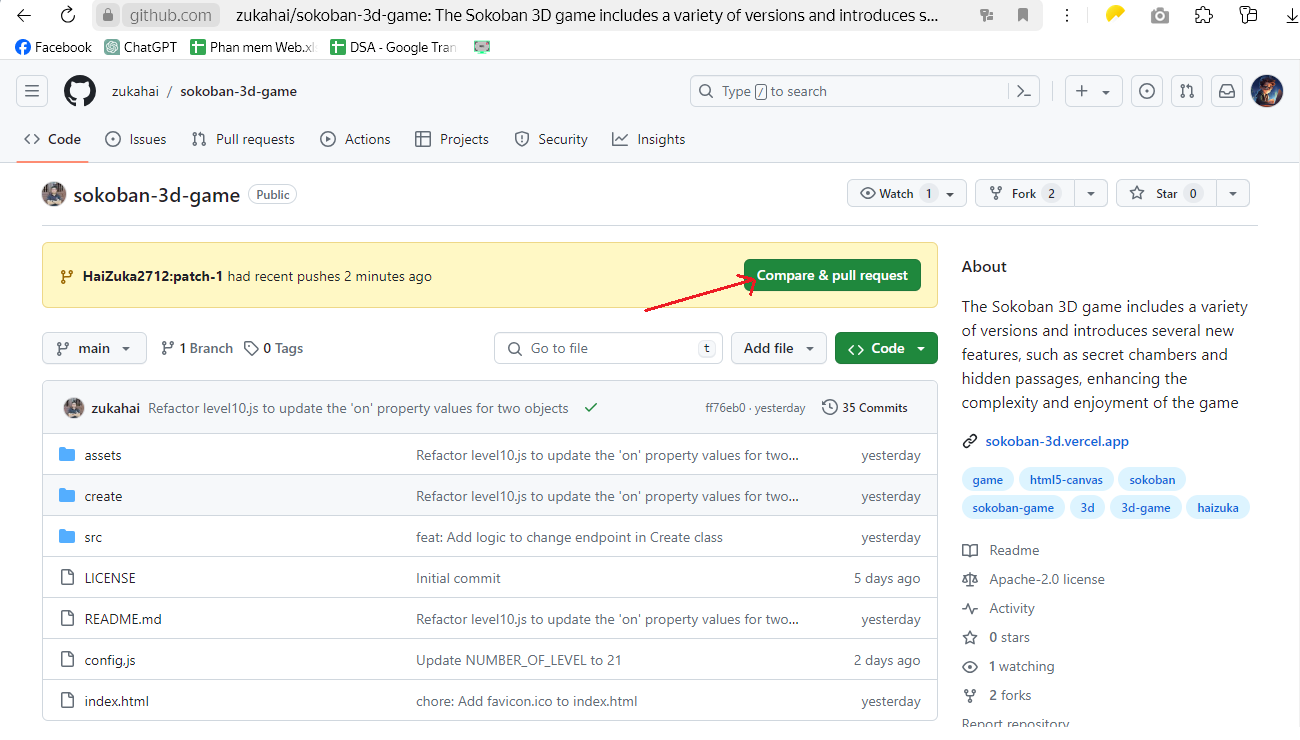 github.com zukahai/sokoban-3d-game: The Sokoban 3D game includes a variety of versions and introduces s...
Facebook ChatGPT Phan mem Web.xl DSA - Google Tran
zukahai / sokoban-3d-game Type / to search
Code Issues Pull requests Actions Projects Security Insights
sokoban-3d-game Public Watch 1 Fork 2 Star 0
HaiZuka2712:patch-1 had recent pushes 2 minutes ago Compare & pull request
main 1 Branch 0 Tags Go to file t Add file Code
zukahai Refactor level10.js to update the 'on' property values for two objects ff76eb0 · yesterday 35 Commits
assets Refactor level10.js to update the 'on' property values for two... yesterday
create Refactor level10.js to update the 'on' property values for two... yesterday
src feat: Add logic to change endpoint in Create class yesterday
LICENSE Initial commit 5 days ago
README.md Refactor level10.js to update the 'on' property values for two... yesterday
config.js Update NUMBER_OF_LEVEL to 21 2 days ago
index.html chore: Add favicon.ico to index.html yesterday
About
The Sokoban 3D game includes a variety
of versions and introduces several new
features, such as secret chambers and
hidden passages, enhancing the
complexity and enjoyment of the game
sokoban-3d.vercel.app
game html5-canvas sokoban
sokoban-game 3d 3d-game haizuka
Readme
Apache-2.0 license
Activity
0 stars
1 watching
2 forks
Report repository